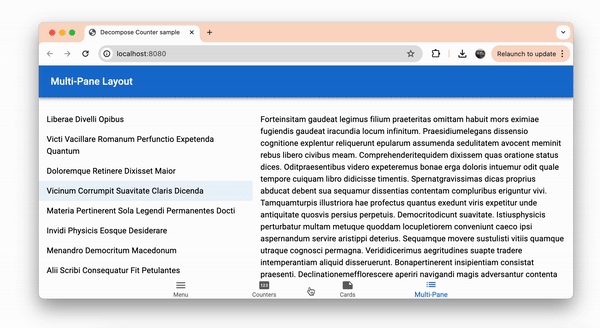 Decompose Counter sample
localhost:8080
Relaunch to update
Multi-Pane Layout
Liberae Divelli Opibus
Victi Vacillare Romanum Perfunctio Expetenda
Quantum
Doloremque Retinere Dixisset Maior
Vicinum Corrumpit Suavitate Claris Dicenda
Materia Pertinerent Sola Legendi Permanentes Docti
Invidi Physicis Eosque Desiderare
Menandro Democritum Macedonum
Alii Scribi Consequatur Fit Petulantes
Forteinsitam gaudeat legimus filium praeteritas omittam habuit mors eximiae
fugiendis gaudeat iracundia locum infinitum. Praesidiumelegans dissensio
cognitione explentur reliquerunt epularum assumenda sedulitatem avocent meminit
rebus libero civibus meam. Comprehenderitequidem dixissem quas oratione status
dices. Oditpraesentibus videro expeteremus bonae erga doloris intuemur odit quale
tempore cuiquam libro didicisse timentis. Spernatgravissimas dicas proprius
abducat debent sua sequamur dissentias contentam compluribus eriguntur vivi.
Tamquamturpis illustriora hae profectus quantus exedunt viris expetitur unde
antiquitate quosvis persius perpetuis. Democritodicunt suavitate. Istiusphysicis
perturbatur multam metuque quoddam locupletiorem conveniunt caeco ipsi
aspernandum servire aristippi deterius. Sequamque movere sustulisti vitiis quamque
utraque cognosci permagna. Verididicerimus aegritudines suapte tradere
intemperantiam aliquid disseruerunt. Bonapertinerent insipientiam consistat
praesenti. Declinationemefflorescere aperiri navigandi magis adversantur contenta
Menu
123
Counters
Cards
Multi-Pane